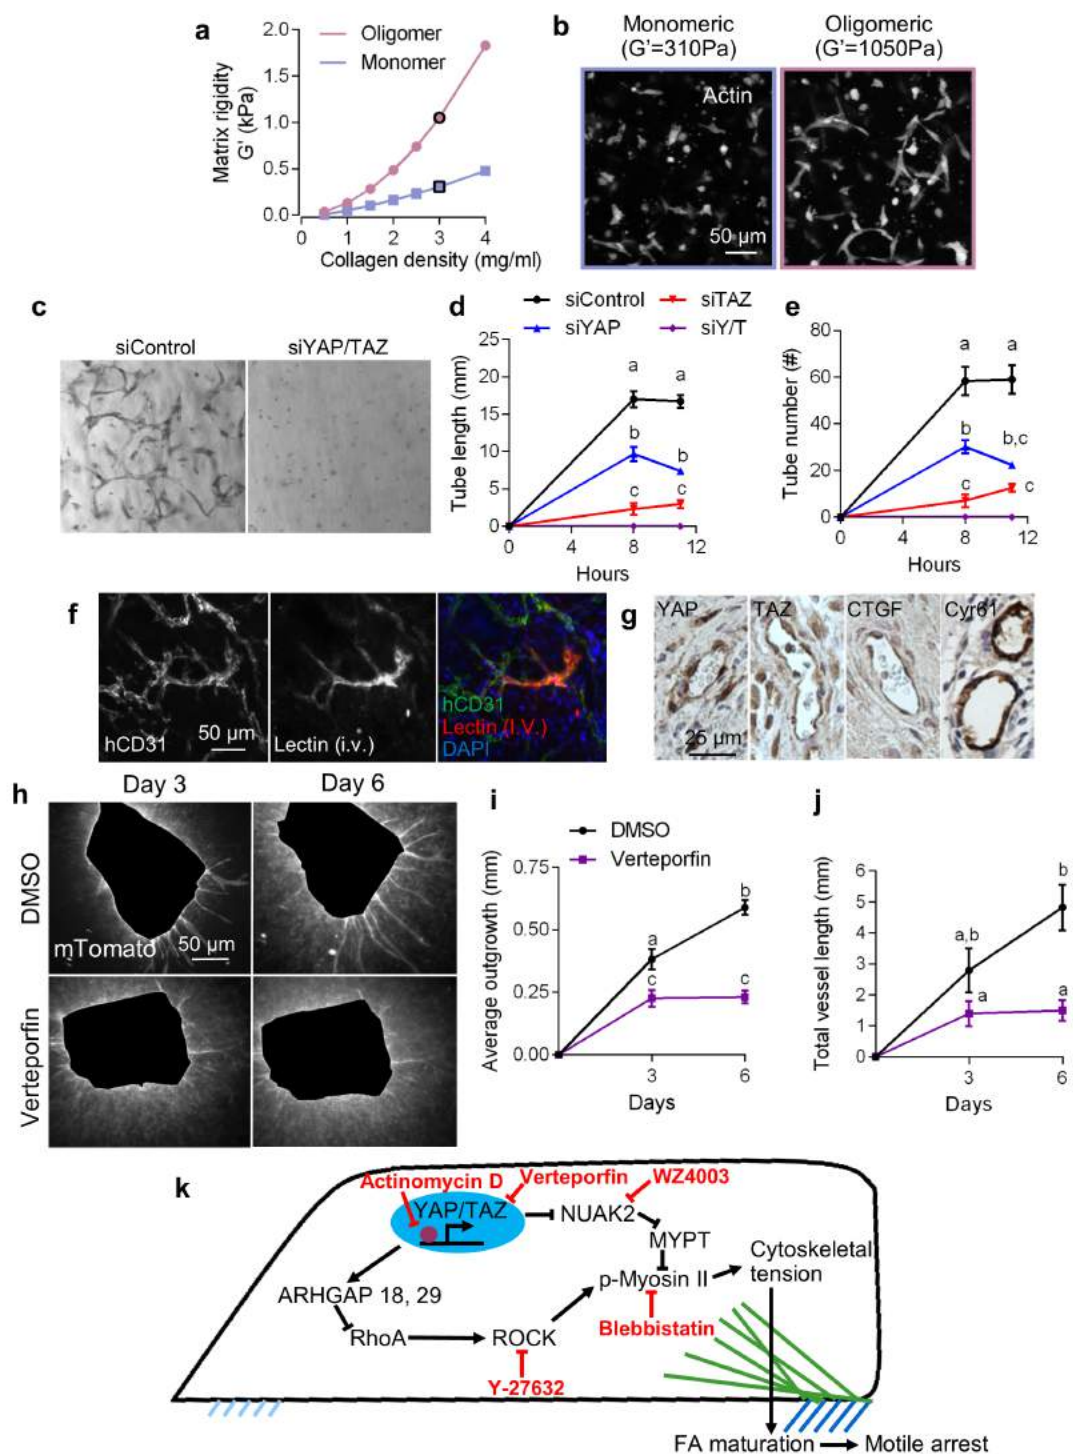 a
Oligomer
Monomer
Matrix rigidity
G' (kPa)
2.0
1.5
1.0
0.5
0.0
0
1
2
3
4
Collagen density (mg/ml)
b
Monomeric
(G'=310Pa)
Oligomeric
(G'=1050Pa)
Actin
50 µm
c
siControl
siYAP/TAZ
d
siControl
siTAZ
siYAP
siY/T
Tube length (mm)
25
20
15
10
5
0
a
a
b
b
c
c
0
4
8
12
Hours
e
Tube number (#)
80
60
40
20
0
a
a
b
b,c
c
c
0
4
8
12
Hours
f
hCD31
50 µm
Lectin (i.v.)
hCD31
Lectin (I.V.)
DAPI
g
YAP
TAZ
CTGF
Cyr61
25 µm
h
Day 3
Day 6
DMSO
mTomato
50 µm
Verteporfin
i
DMSO
Verteporfin
Average outgrowth (mm)
0.75
0.50
0.25
0.00
a
b
c
c
3
6
Days
j
Total vessel length (mm)
6
5
4
3
2
1
0
a,b
b
a
a
3
6
Days
k
Actinomycin D
Verteporfin
WZ4003
YAP/TAZ
NUAK2
MYPT
Cytoskeletal
tension
ARHGAP 18, 29
p-Myosin II
RhoA
ROCK
Blebbistatin
Y-27632
FA maturation
Motile arrest